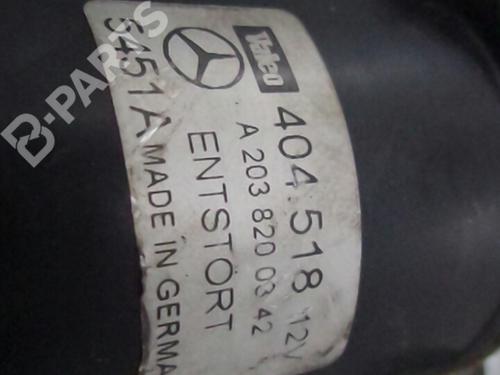 Valeo
404.518 12V
A 203 820 03 42
ENTSTÖRT
5451A MADE IN GERMA
B-PARTS